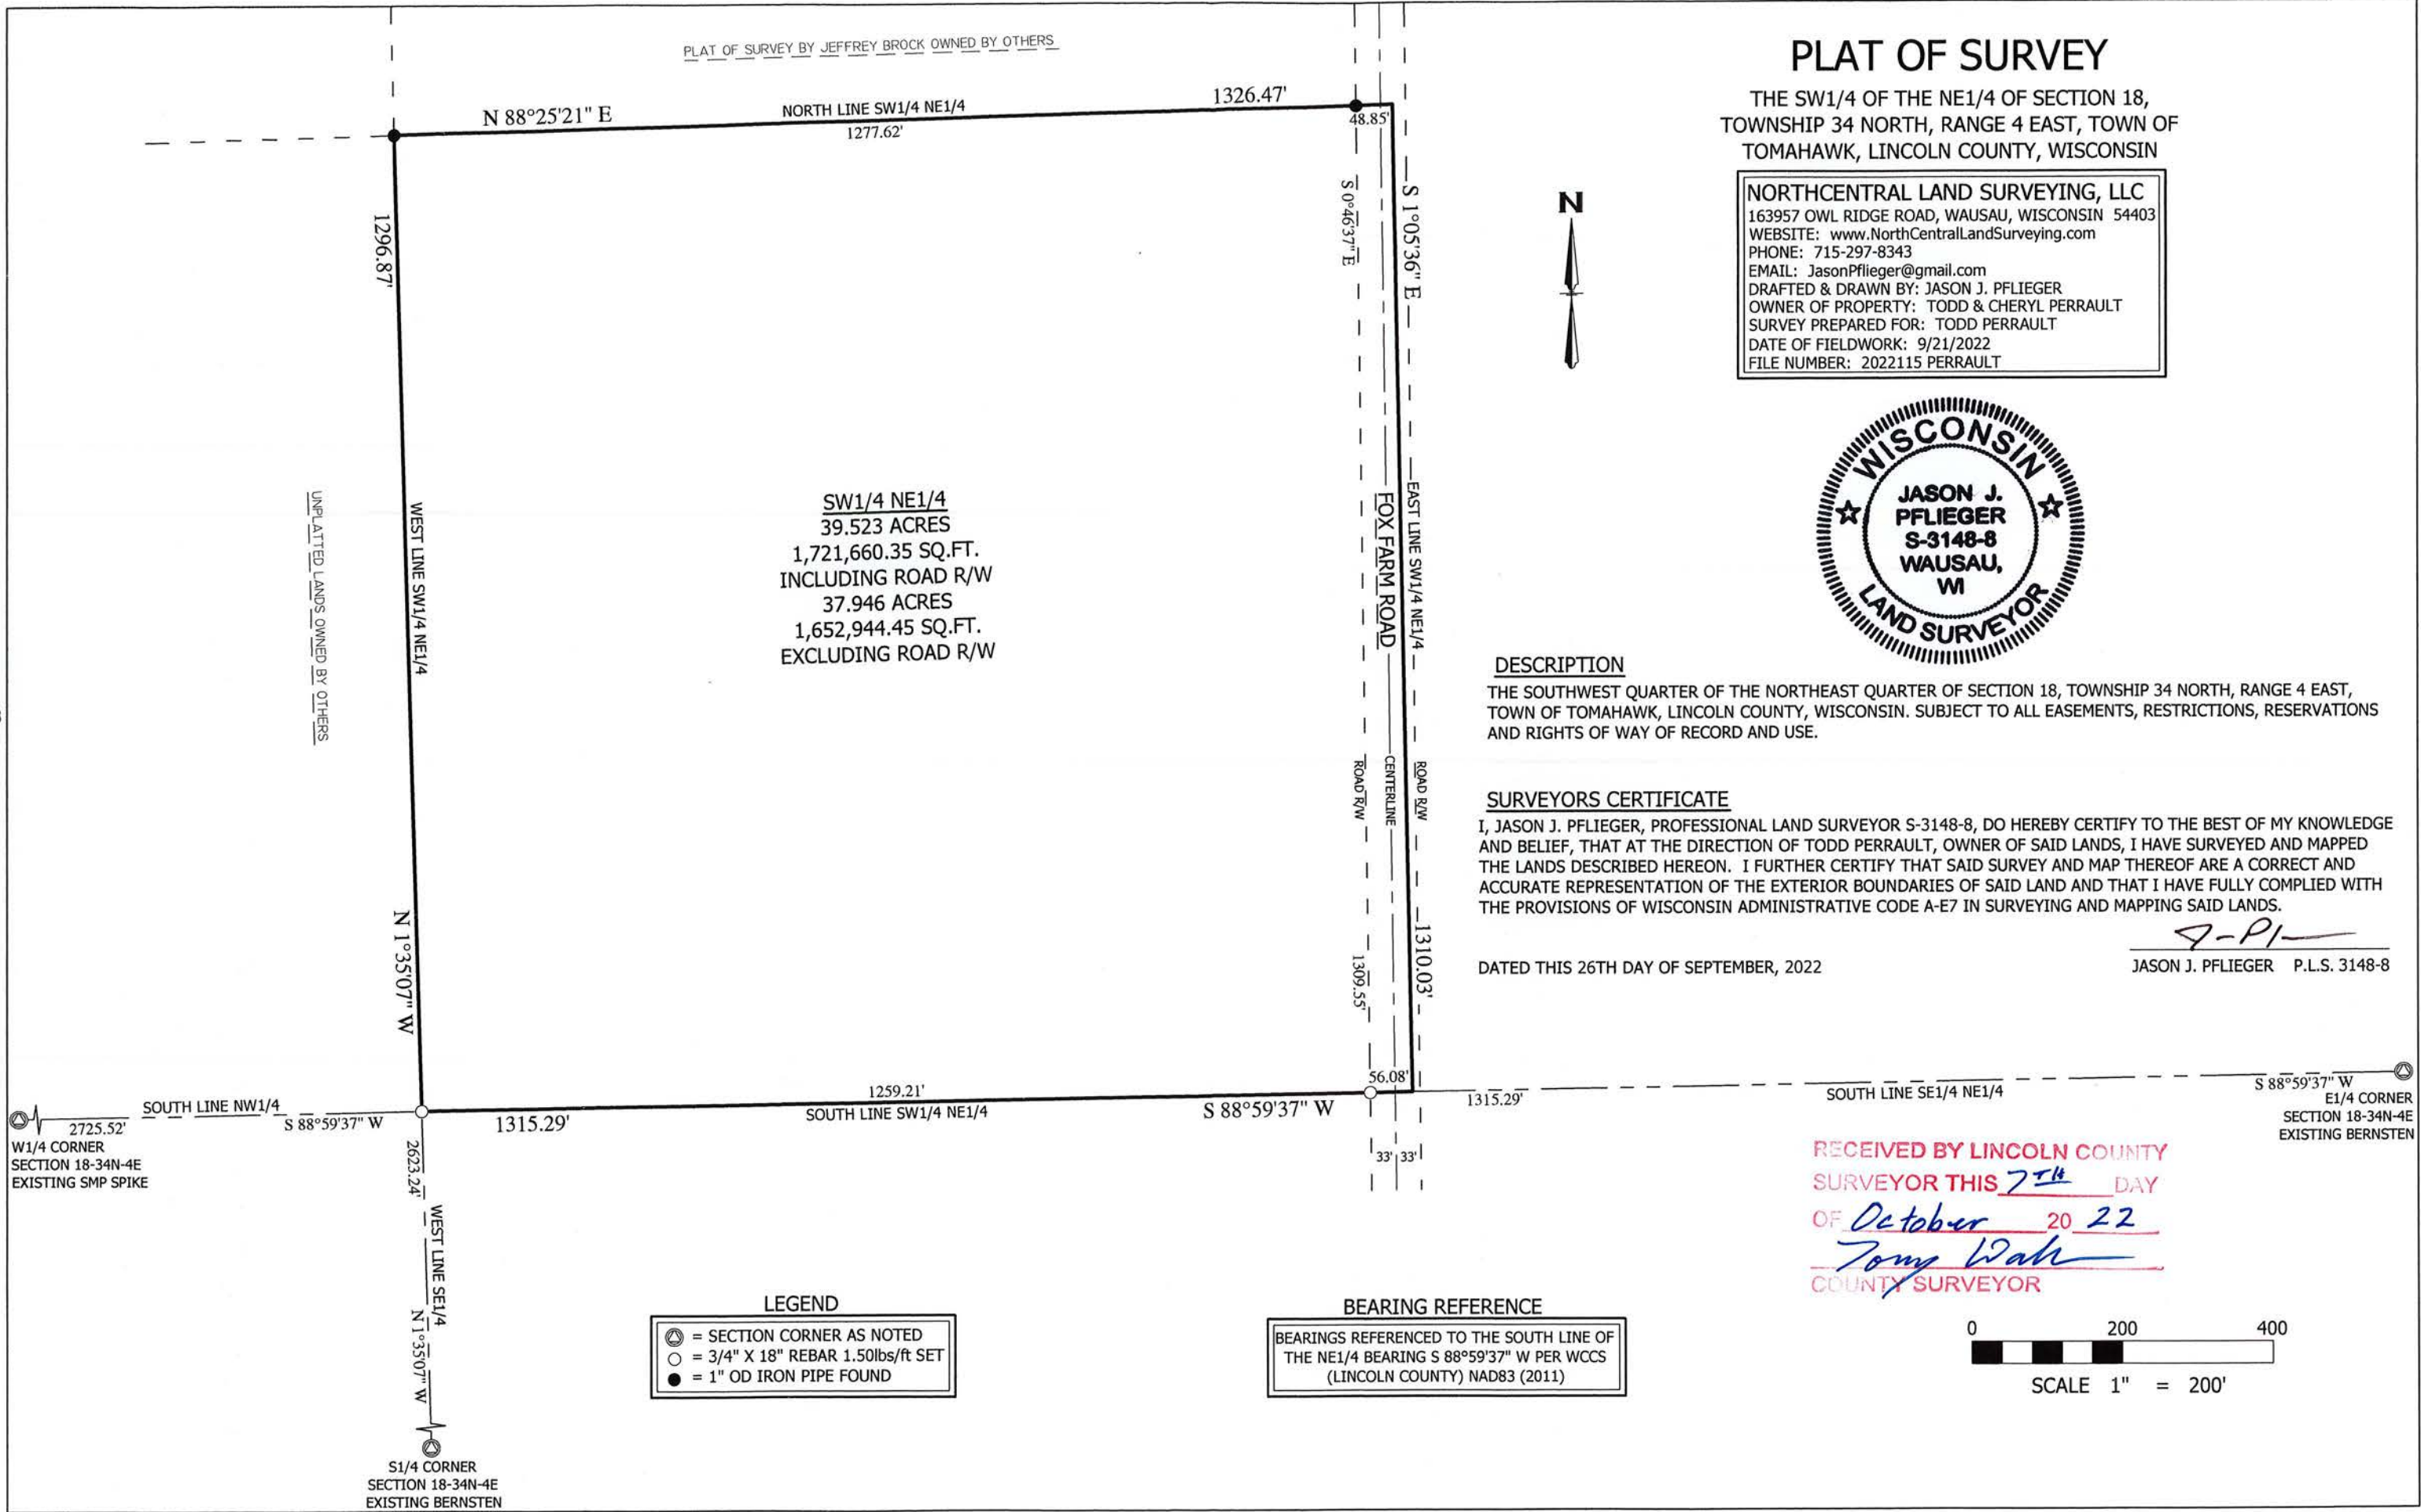 PLAT OF SURVEY BY JEFFREY BROCK OWNED BY OTHERS
N 88°25'21" E
NORTH LINE SW1/4 NE1/4
1326.47'
1277.62'
48.85'
1296.87'
WEST LINE SW1/4 NE1/4
N 1°35'07" W
UNPLATTED LANDS OWNED BY OTHERS
SW1/4 NE1/4
39.523 ACRES
1,721,660.35 SQ.FT.
INCLUDING ROAD R/W
37.946 ACRES
1,652,944.45 SQ.FT.
EXCLUDING ROAD R/W
S 0°46'37" E
ROAD R/W
1309.55'
FOX FARM ROAD
CENTERLINE
S 1°05'36" E
EAST LINE SW1/4 NE1/4
ROAD R/W
1310.03'
N
PLAT OF SURVEY
THE SW1/4 OF THE NE1/4 OF SECTION 18,
TOWNSHIP 34 NORTH, RANGE 4 EAST, TOWN OF
TOMAHAWK, LINCOLN COUNTY, WISCONSIN
NORTHCENTRAL LAND SURVEYING, LLC
163957 OWL RIDGE ROAD, WAUSAU, WISCONSIN 54403
WEBSITE: www.NorthCentralLandSurveying.com
PHONE: 715-297-8343
EMAIL: JasonPflieger@gmail.com
DRAFTED & DRAWN BY: JASON J. PFLIEGER
OWNER OF PROPERTY: TODD & CHERYL PERRAULT
SURVEY PREPARED FOR: TODD PERRAULT
DATE OF FIELDWORK: 9/21/2022
FILE NUMBER: 2022115 PERRAULT
WISCONSIN
JASON J.
PFLIEGER
S-3148-8
WAUSAU,
WI
LAND SURVEYOR
DESCRIPTION
THE SOUTHWEST QUARTER OF THE NORTHEAST QUARTER OF SECTION 18, TOWNSHIP 34 NORTH, RANGE 4 EAST,
TOWN OF TOMAHAWK, LINCOLN COUNTY, WISCONSIN. SUBJECT TO ALL EASEMENTS, RESTRICTIONS, RESERVATIONS
AND RIGHTS OF WAY OF RECORD AND USE.
SURVEYORS CERTIFICATE
I, JASON J. PFLIEGER, PROFESSIONAL LAND SURVEYOR S-3148-8, DO HEREBY CERTIFY TO THE BEST OF MY KNOWLEDGE
AND BELIEF, THAT AT THE DIRECTION OF TODD PERRAULT, OWNER OF SAID LANDS, I HAVE SURVEYED AND MAPPED
THE LANDS DESCRIBED HEREON. I FURTHER CERTIFY THAT SAID SURVEY AND MAP THEREOF ARE A CORRECT AND
ACCURATE REPRESENTATION OF THE EXTERIOR BOUNDARIES OF SAID LAND AND THAT I HAVE FULLY COMPLIED WITH
THE PROVISIONS OF WISCONSIN ADMINISTRATIVE CODE A-E7 IN SURVEYING AND MAPPING SAID LANDS.
DATED THIS 26TH DAY OF SEPTEMBER, 2022
JASON J. PFLIEGER P.L.S. 3148-8
SOUTH LINE NW1/4
2725.52'
S 88°59'37" W
W1/4 CORNER
SECTION 18-34N-4E
EXISTING SMP SPIKE
1315.29'
1259.21'
SOUTH LINE SW1/4 NE1/4
S 88°59'37" W
56.08'
33' 33'
1315.29'
SOUTH LINE SE1/4 NE1/4
S 88°59'37" W
E1/4 CORNER
SECTION 18-34N-4E
EXISTING BERNSTEN
2623.24'
WEST LINE SE1/4
N 1°35'07" W
S1/4 CORNER
SECTION 18-34N-4E
EXISTING BERNSTEN
LEGEND
= SECTION CORNER AS NOTED
= 3/4" X 18" REBAR 1.50lbs/ft SET
= 1" OD IRON PIPE FOUND
BEARING REFERENCE
BEARINGS REFERENCED TO THE SOUTH LINE OF
THE NE1/4 BEARING S 88°59'37" W PER WCCS
(LINCOLN COUNTY) NAD83 (2011)
RECEIVED BY LINCOLN COUNTY
SURVEYOR THIS 7TH DAY
OF October 20 22
Tony
COUNTY SURVEYOR
0 200 400
SCALE 1" = 200'